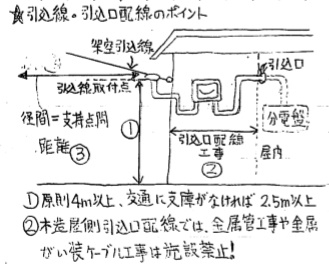 ☆引込線・引込口配線のポイント
架空引込線
引込口
引込線取付点
分電盤
径間=支持点間
距離③
①
引込口配線
工事
②
屋内
①原則4m以上、交通に支障がなければ 2.5m以上
②木造屋側引込口配線では、金属管工事や金属
がい装ケーブル工事は施設禁止!